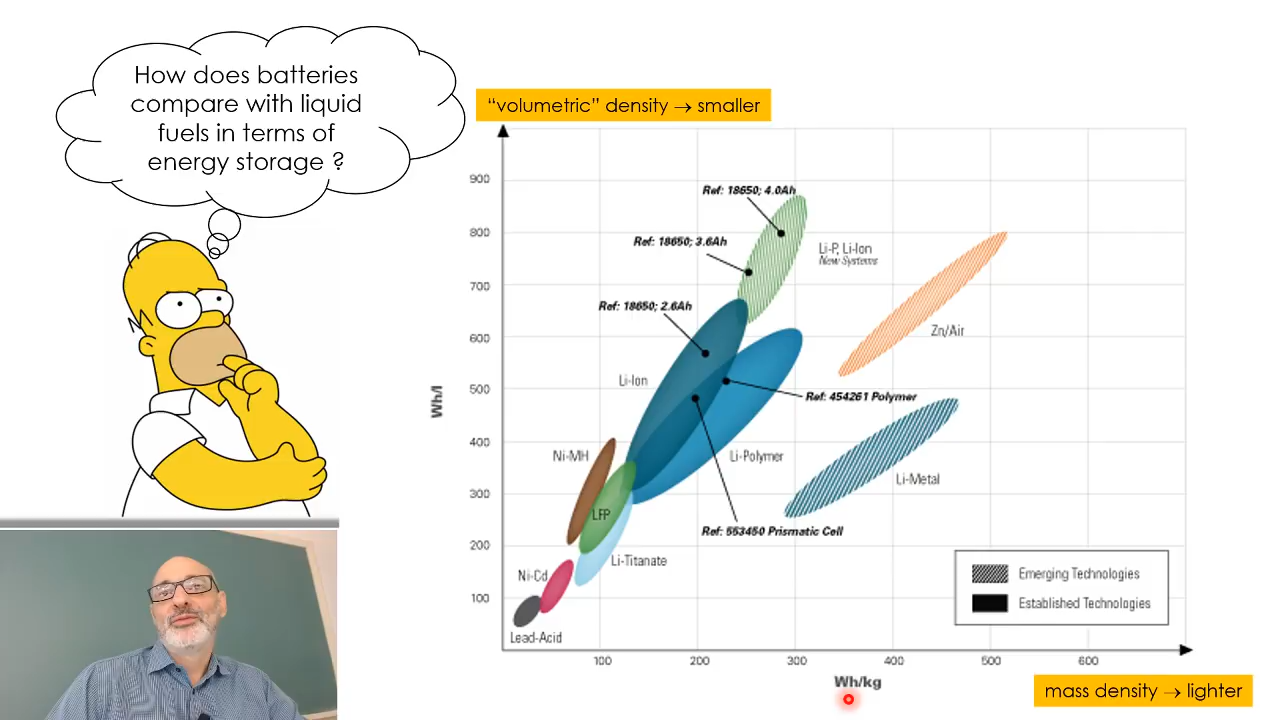 How does batteries
compare with liquid
fuels in terms of
energy storage ?
“volumetric” density → smaller
900
800
700
600
500
400
300
200
100
Wh/l
Ref: 18650; 4.0Ah
Ref: 18650; 3.6Ah
Li-P, Li-Ion
New Systems
Ref: 18650; 2.6Ah
Zn/Air
Li-Ion
Ref: 454261 Polymer
Ni-MH
Li-Polymer
Li-Metal
LFP
Ref: 553450 Prismatic Cell
Li-Titanate
Ni-Cd
Lead-Acid
Emerging Technologies
Established Technologies
100
200
300
400
500
600
Wh/kg
mass density → lighter